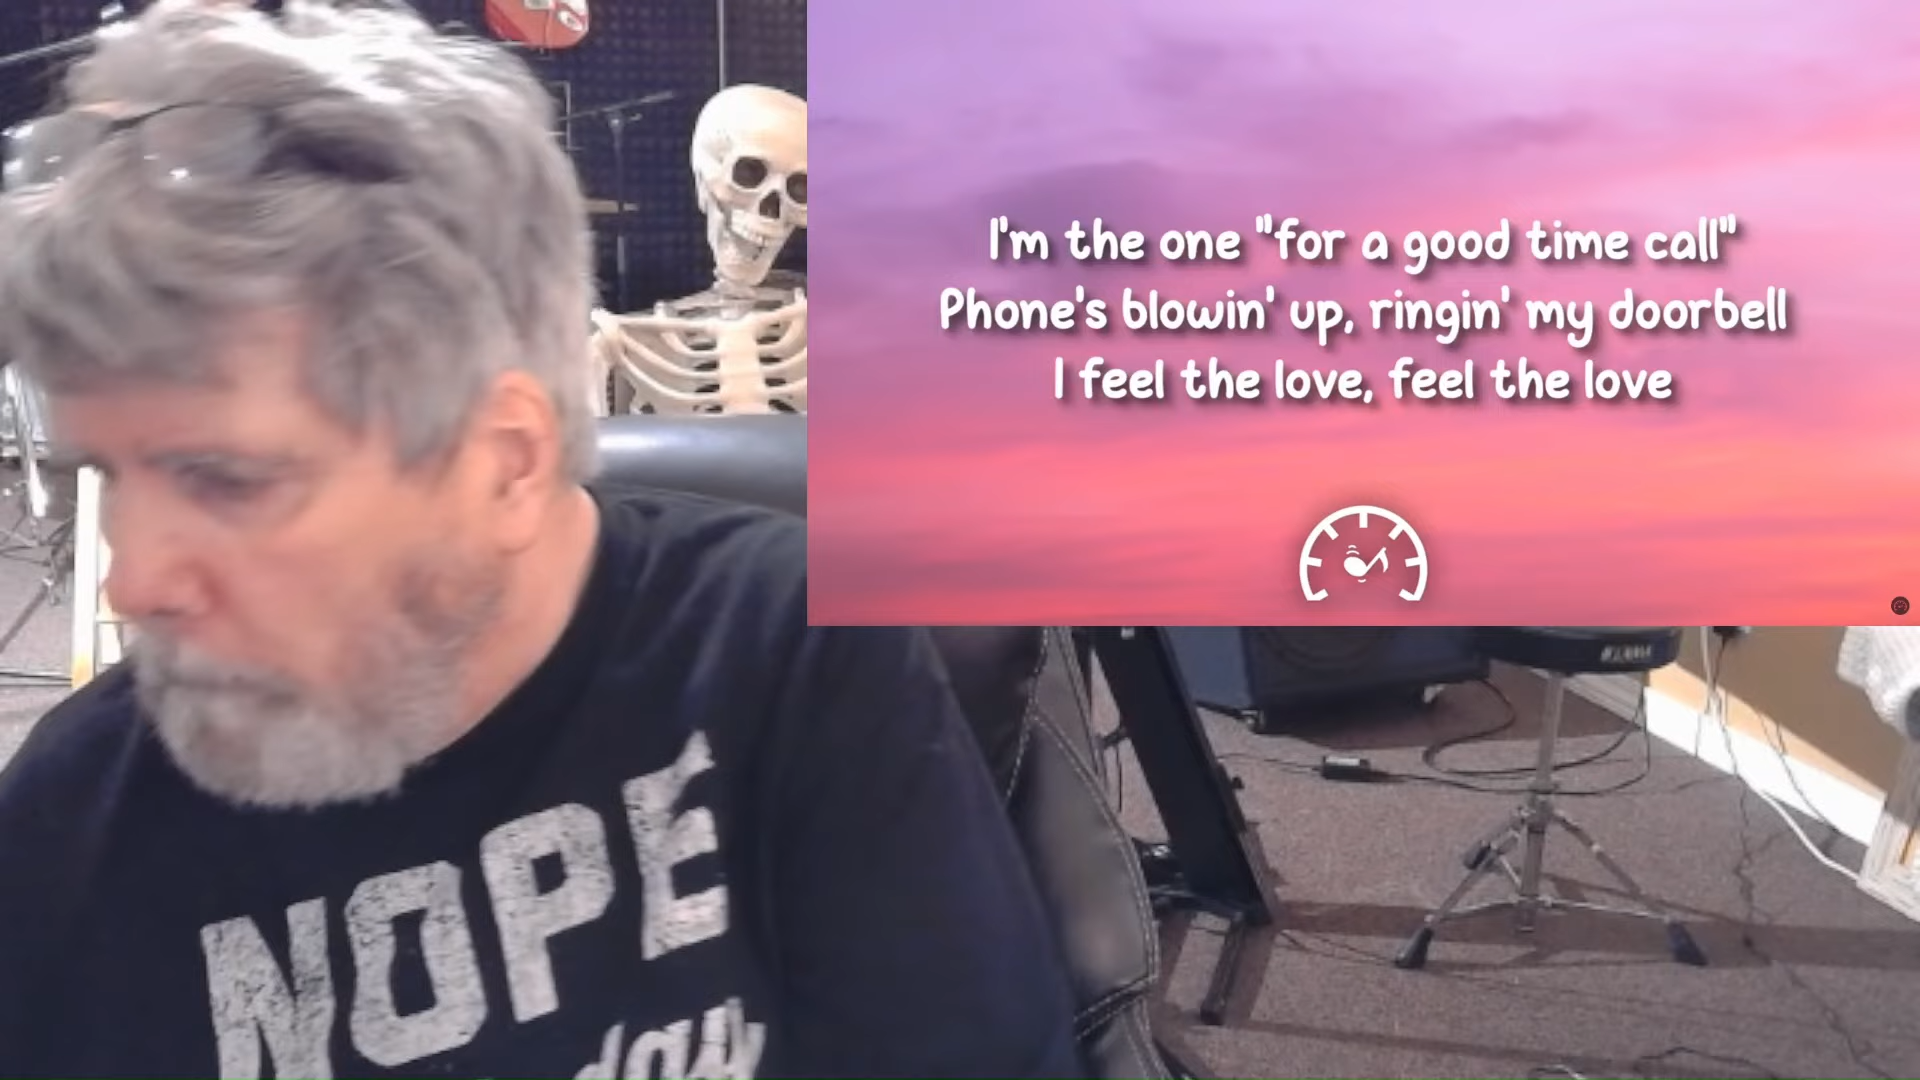 I'm the one "for a good time call"
Phone's blowin' up, ringin' my doorbell
I feel the love, feel the love
NOPE
day